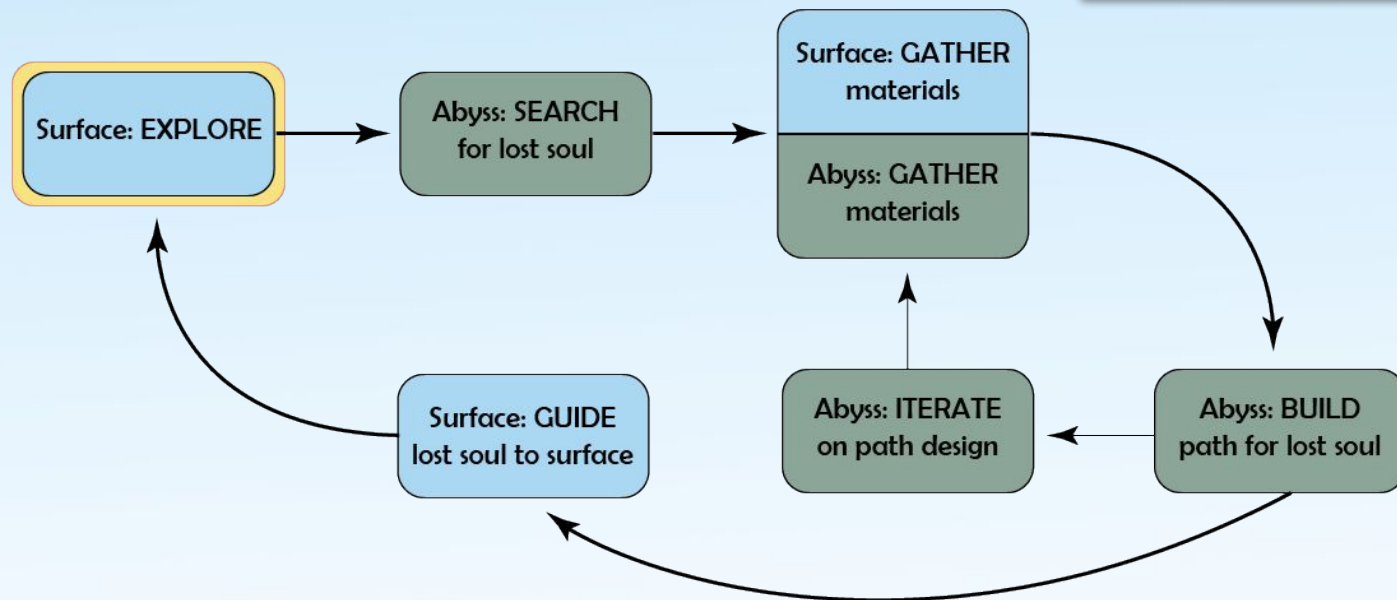 Surface: EXPLORE
Abyss: SEARCH
for lost soul
Surface: GATHER
materials
Abyss: GATHER
materials
Surface: GUIDE
lost soul to surface
Abyss: ITERATE
on path design
Abyss: BUILD
path for lost soul